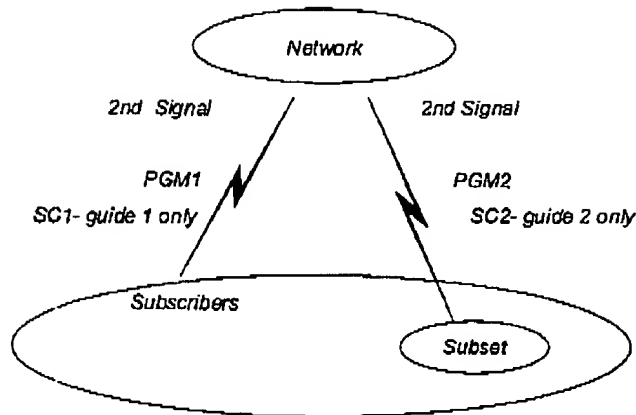 Network
2nd Signal
2nd Signal
PGM1
PGM2
SC1- guide 1 only
SC2- guide 2 only
Subscribers
Subset